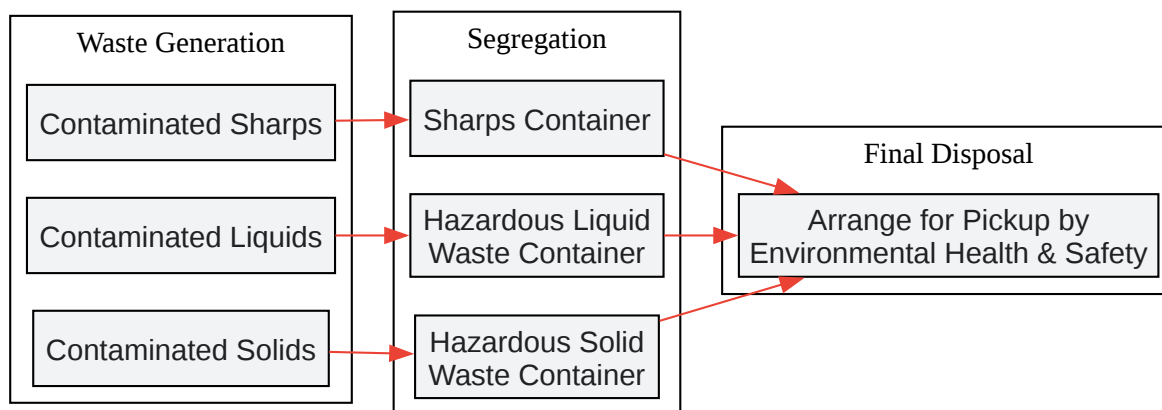 Waste Generation
Contaminated Sharps
Contaminated Liquids
Contaminated Solids
Segregation
Sharps Container
Hazardous Liquid
Waste Container
Hazardous Solid
Waste Container
Final Disposal
Arrange for Pickup by
Environmental Health & Safety